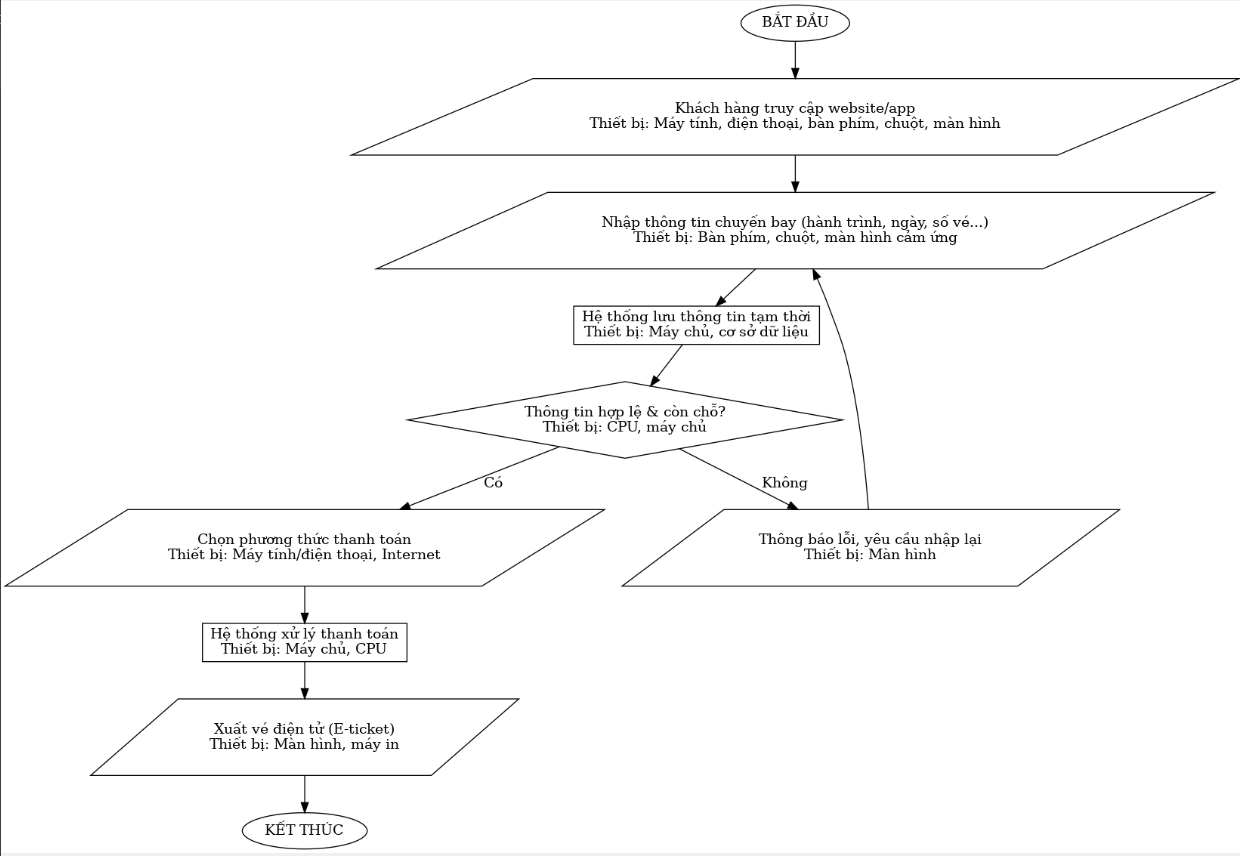 BẮT ĐẦU
Khách hàng truy cập website/app
Thiết bị: Máy tính, điện thoại, bàn phím, chuột, màn hình
Nhập thông tin chuyến bay (hành trình, ngày, số vé...)
Thiết bị: Bàn phím, chuột, màn hình cảm ứng
Hệ thống lưu thông tin tạm thời
Thiết bị: Máy chủ, cơ sở dữ liệu
Thông tin hợp lệ & còn chỗ?
Thiết bị: CPU, máy chủ
Có
Không
Chọn phương thức thanh toán
Thiết bị: Máy tính/điện thoại, Internet
Thông báo lỗi, yêu cầu nhập lại
Thiết bị: Màn hình
Hệ thống xử lý thanh toán
Thiết bị: Máy chủ, CPU
Xuất vé điện tử (E-ticket)
Thiết bị: Màn hình, máy in
KẾT THÚC